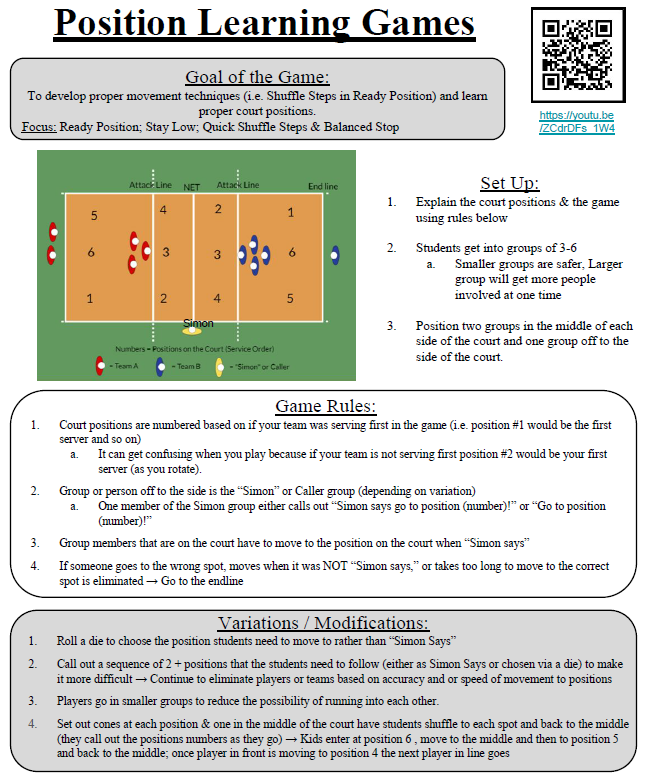 Position Learning Games
Goal of the Game:
To develop proper movement techniques (i.e. Shuffle Steps in Ready Position) and learn
proper court positions.
Focus: Ready Position; Stay Low; Quick Shuffle Steps & Balanced Stop
https://youtu.be
/ZCdrDFs_1W4
Attack Line NET Attack Line End line
5 4 2 1
6 3 3 6
1 2 4 5
Simon
Numbers = Positions on the Court (Service Order)
= Team A = Team B = "Simon" or Caller
Set Up:
1. Explain the court positions & the game
using rules below
2. Students get into groups of 3-6
a. Smaller groups are safer, Larger
group will get more people
involved at one time
3. Position two groups in the middle of each
side of the court and one group off to the
side of the court.
Game Rules:
1. Court positions are numbered based on if your team was serving first in the game (i.e. position #1 would be the first
server and so on)
a. It can get confusing when you play because if your team is not serving first position #2 would be your first
server (as you rotate).
2. Group or person off to the side is the “Simon” or Caller group (depending on variation)
a. One member of the Simon group either calls out “Simon says go to position (number)!” or “Go to position
(number)!”
3. Group members that are on the court have to move to the position on the court when “Simon says”
4. If someone goes to the wrong spot, moves when it was NOT “Simon says,” or takes too long to move to the correct
spot is eliminated → Go to the endline
Variations / Modifications:
1. Roll a die to choose the position students need to move to rather than “Simon Says”
2. Call out a sequence of 2 + positions that the students need to follow (either as Simon Says or chosen via a die) to make
it more difficult → Continue to eliminate players or teams based on accuracy and or speed of movement to positions
3. Players go in smaller groups to reduce the possibility of running into each other.
4. Set out cones at each position & one in the middle of the court have students shuffle to each spot and back to the middle
(they call out the positions numbers as they go) → Kids enter at position 6 , move to the middle and then to position 5
and back to the middle; once player in front is moving to position 4 the next player in line goes